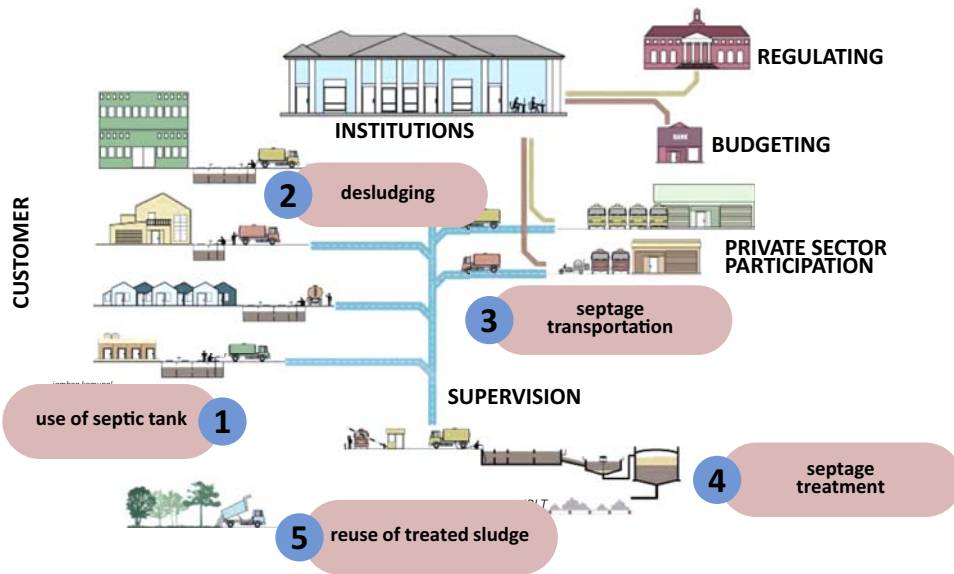 REGULATING
INSTITUTIONS
BANK
BUDGETING
2 desludging
CUSTOMER
PRIVATE SECTOR
PARTICIPATION
3 septage
transportation
SUPERVISION
use of septic tank 1
4 septage
treatment
5 reuse of treated sludge